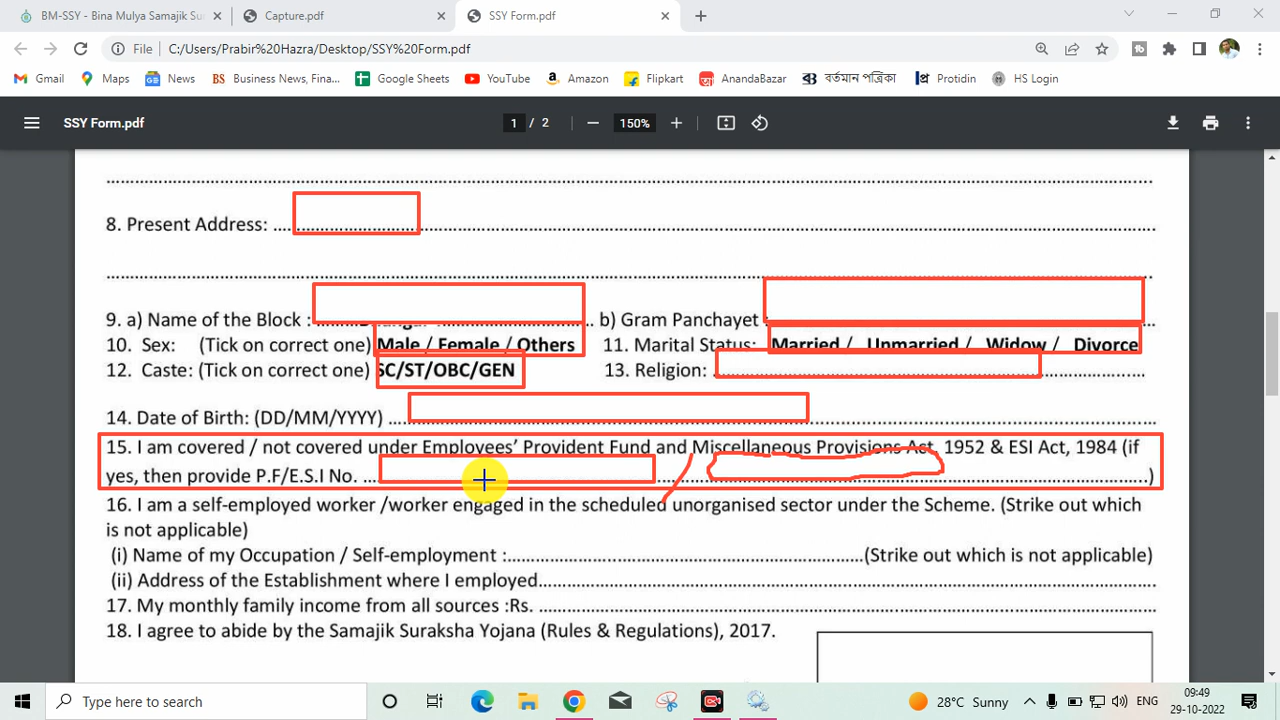 BM-SSY - Bina Mulya Samajik Su
Capture.pdf
SSY Form.pdf
File
C:/Users/Prabir%20Hazra/Desktop/SSY%20Form.pdf
Gmail
Maps
News
BS Business News, Fina...
Google Sheets
YouTube
Amazon
Flipkart
AnandaBazar
বর্তমান পত্রিকা
Protidin
HS Login
SSY Form.pdf
1 / 2
150%
8. Present Address:
9. a) Name of the Block : b) Gram Panchayet :
10. Sex: (Tick on correct one) Male / Female / Others 11. Marital Status: Married / Unmarried / Widow / Divorce
12. Caste: (Tick on correct one) SC/ST/OBC/GEN 13. Religion:
14. Date of Birth: (DD/MM/YYYY)
15. I am covered / not covered under Employees' Provident Fund and Miscellaneous Provisions Act, 1952 & ESI Act, 1984 (if
yes, then provide P.F/E.S.I No. ........)
16. I am a self-employed worker /worker engaged in the scheduled unorganised sector under the Scheme. (Strike out which
is not applicable)
(i) Name of my Occupation / Self-employment :........(Strike out which is not applicable)
(ii) Address of the Establishment where I employed........
17. My monthly family income from all sources :Rs. ........
18. I agree to abide by the Samajik Suraksha Yojana (Rules & Regulations), 2017.
Type here to search
28°C Sunny
ENG
09:49
29-10-2022